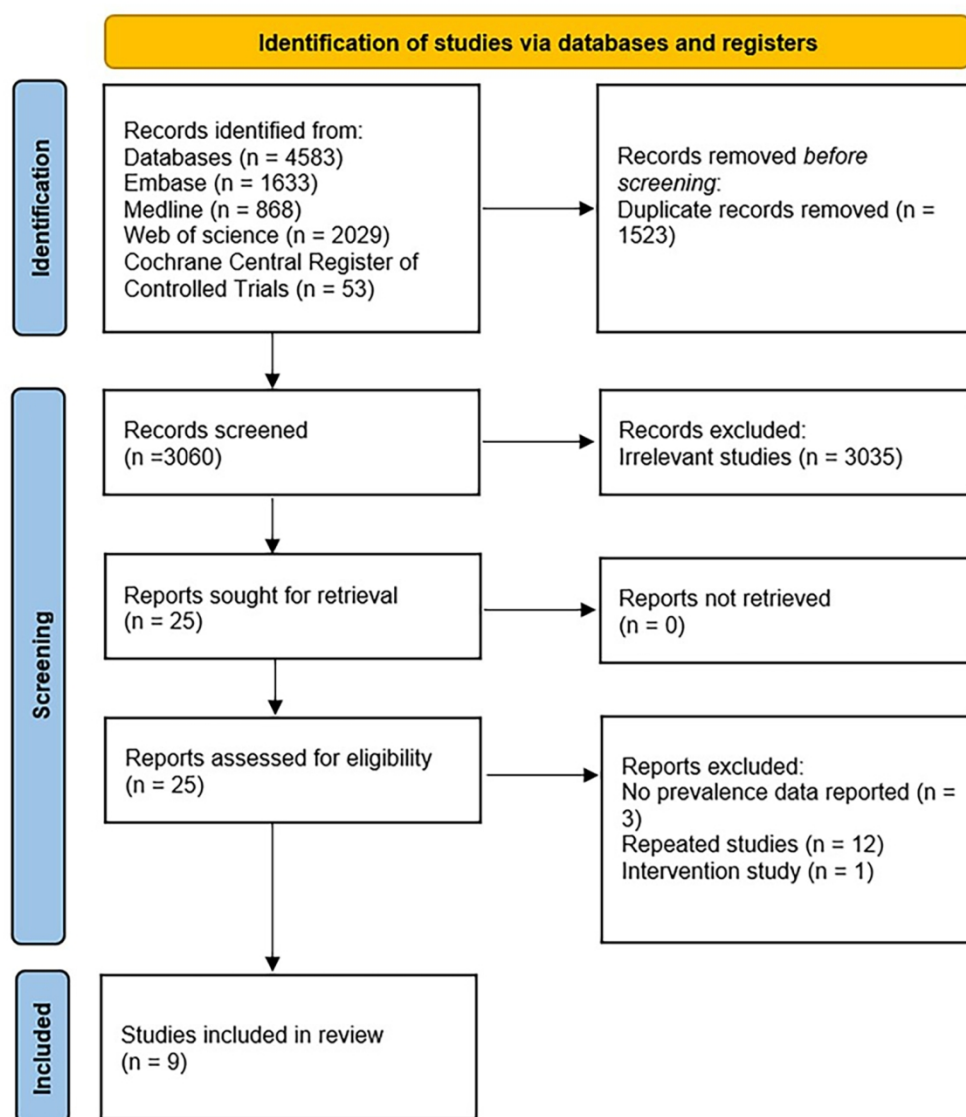 Identification of studies via databases and registers
Identification
Records identified from:
Databases (n = 4583)
Embase (n = 1633)
Medline (n = 868)
Web of science (n = 2029)
Cochrane Central Register of
Controlled Trials (n = 53)
Records removed before
screening:
Duplicate records removed (n =
1523)
Screening
Records screened
(n =3060)
Records excluded:
Irrelevant studies (n = 3035)
Reports sought for retrieval
(n = 25)
Reports not retrieved
(n = 0)
Reports assessed for eligibility
(n = 25)
Reports excluded:
No prevalence data reported (n =
3)
Repeated studies (n = 12)
Intervention study (n = 1)
Included
Studies included in review
(n = 9)